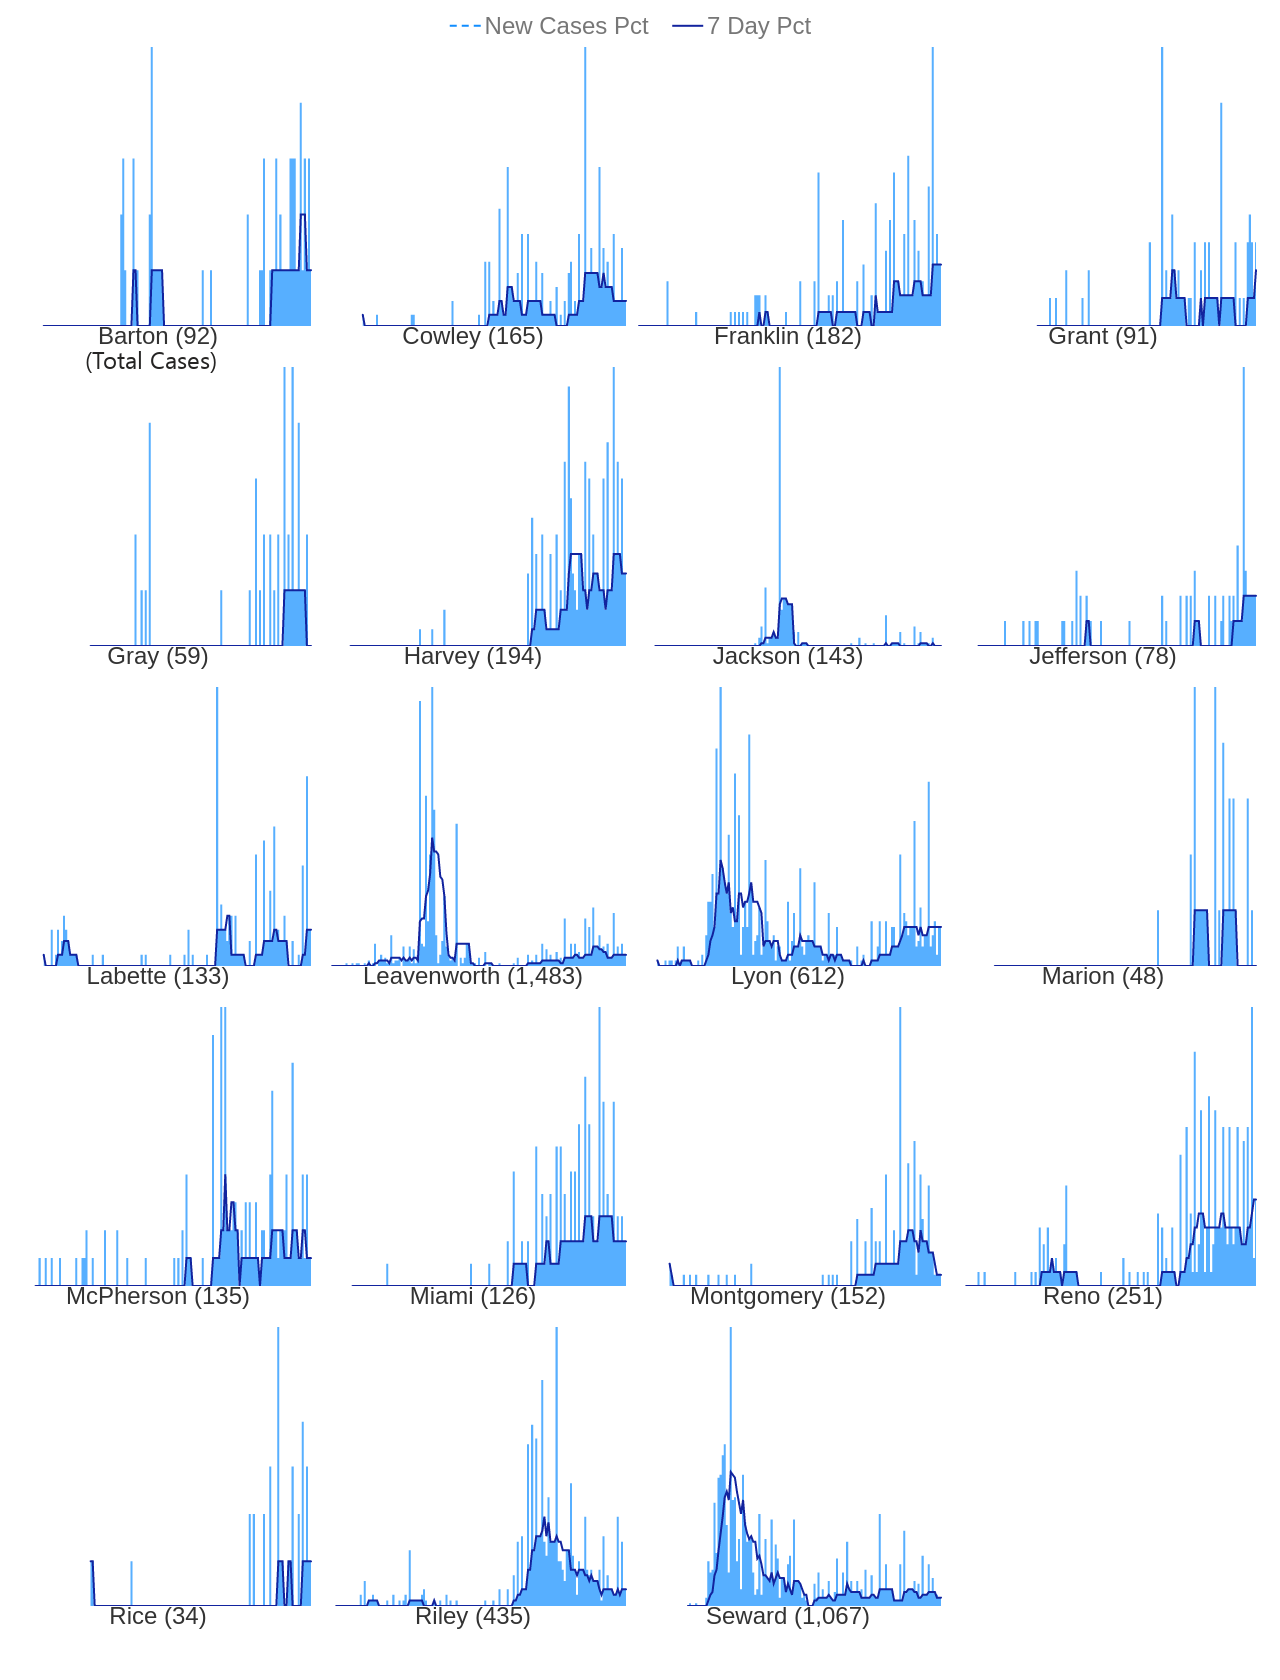 New Cases Pct 7 Day Pct
Barton (92) Cowley (165) Franklin (182) Grant (91)
(Total Cases)
Gray (59) Harvey (194) Jackson (143) Jefferson (78)
Labette (133) Leavenworth (1,483) Lyon (612) Marion (48)
McPherson (135) Miami (126) Montgomery (152) Reno (251)
Rice (34) Riley (435) Seward (1,067)